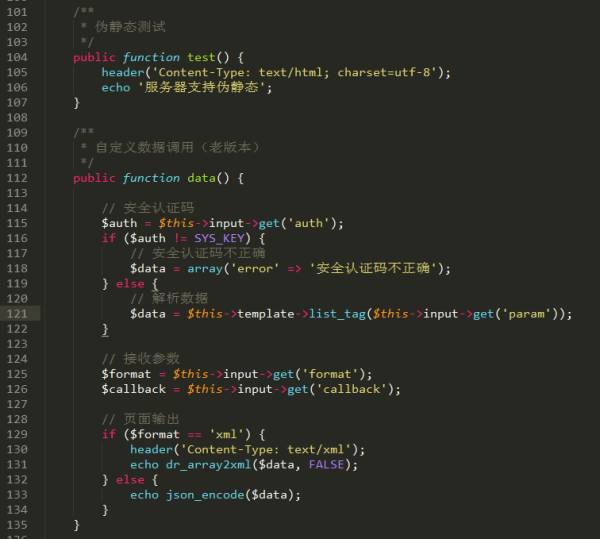 101 /**
102 * 伪静态测试
103 */
104 public function test() {
105 header('Content-Type: text/html; charset=utf-8');
106 echo '服务器支持伪静态';
107 }
108
109 /**
110 * 自定义数据调用（老版本）
111 */
112 public function data() {
113
114 // 安全认证码
115 $auth = $this->input->get('auth');
116 if ($auth != SYS_KEY) {
117 // 安全认证码不正确
118 $data = array('error' => '安全认证码不正确');
119 } else {
120 // 解析数据
121 $data = $this->template->list_tag($this->input->get('param'));
122 }
123
124 // 接收参数
125 $format = $this->input->get('format');
126 $callback = $this->input->get('callback');
127
128 // 页面输出
129 if ($format == 'xml') {
130 header('Content-Type: text/xml');
131 echo dr_array2xml($data, FALSE);
132 } else {
133 echo json_encode($data);
134 }
135 }